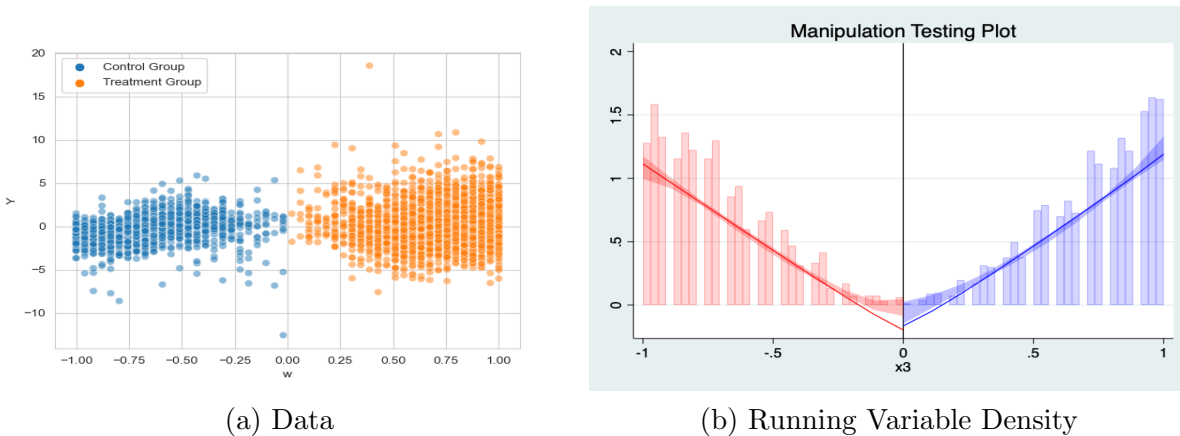 Y
20
15
10
5
0
−5
−10
Control Group
Treatment Group
−1.00 −0.75 −0.50 −0.25 0.00 0.25 0.50 0.75 1.00
w
(a) Data
Manipulation Testing Plot
2
1.5
1
.5
0
-1 -.5 0 .5 1
x3
(b) Running Variable Density